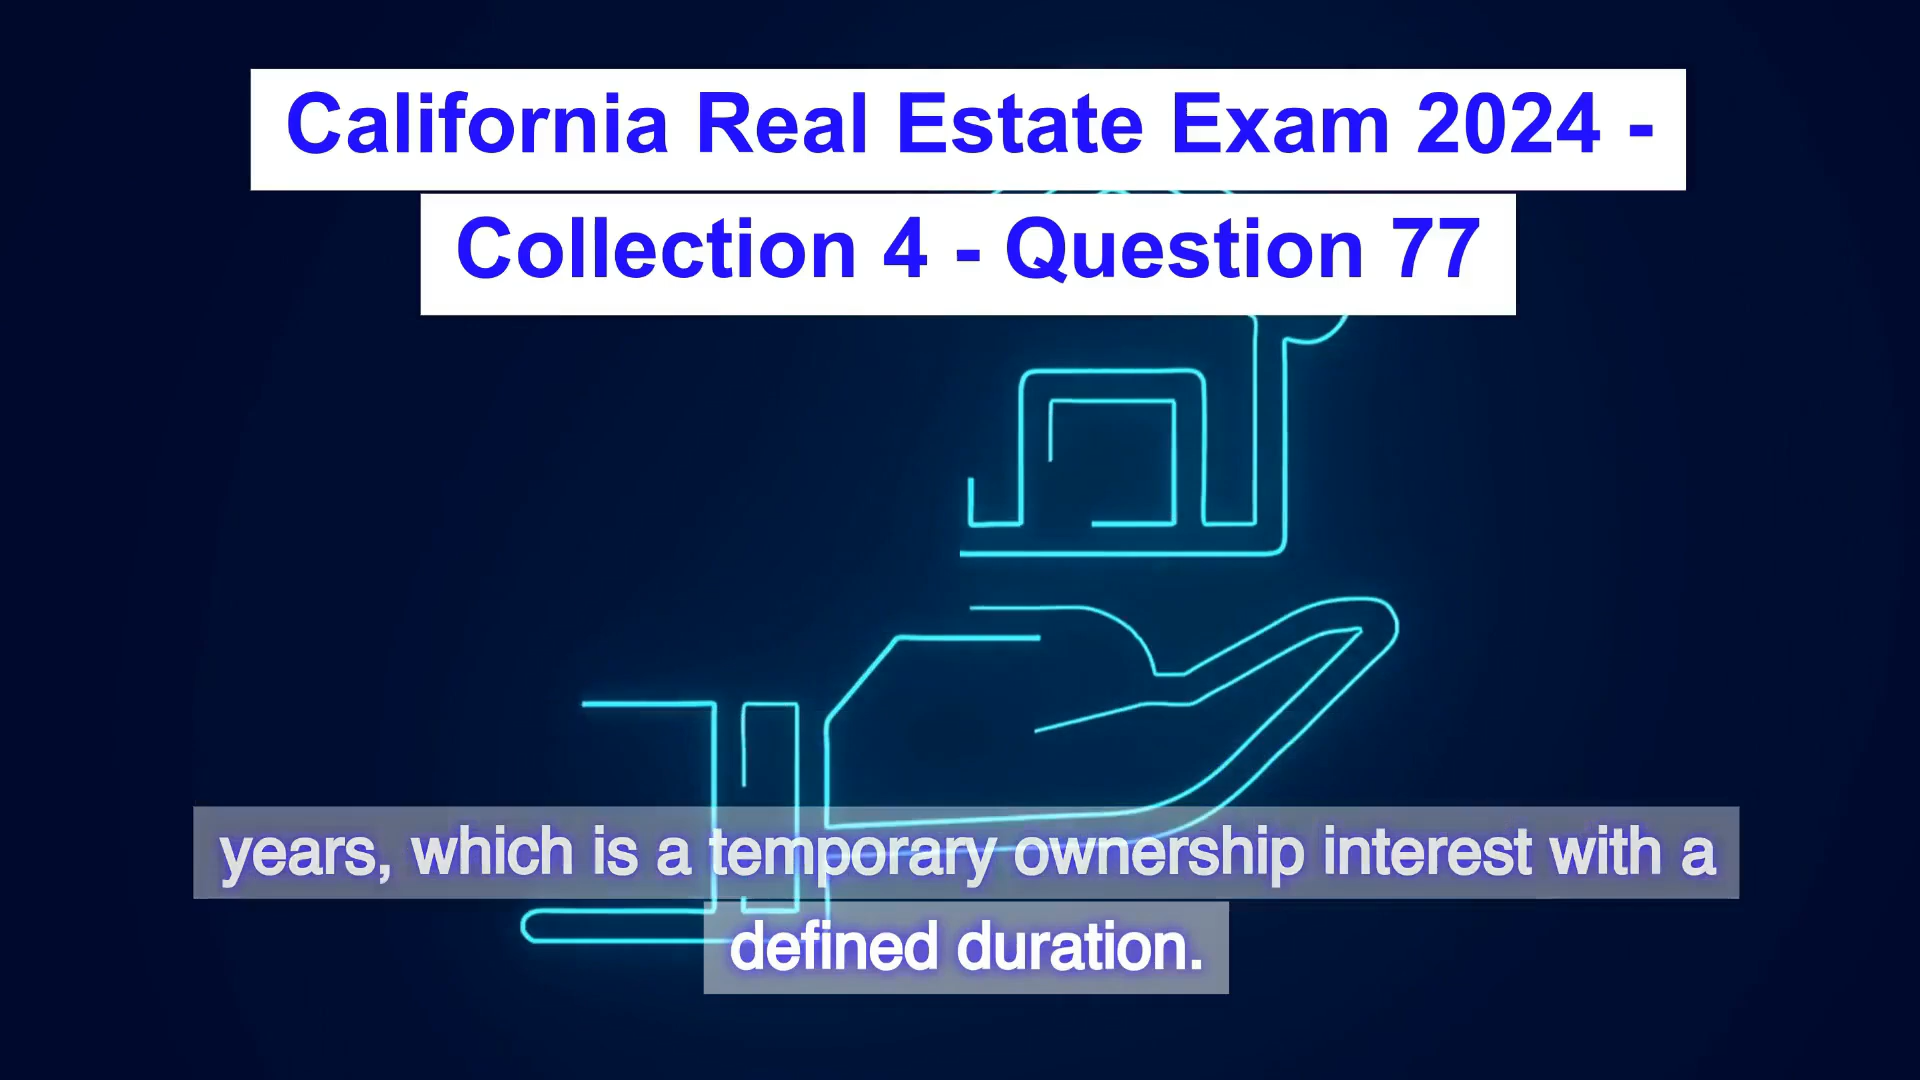 California Real Estate Exam 2024 -
Collection 4 - Question 77
years, which is a temporary ownership interest with a
defined duration.